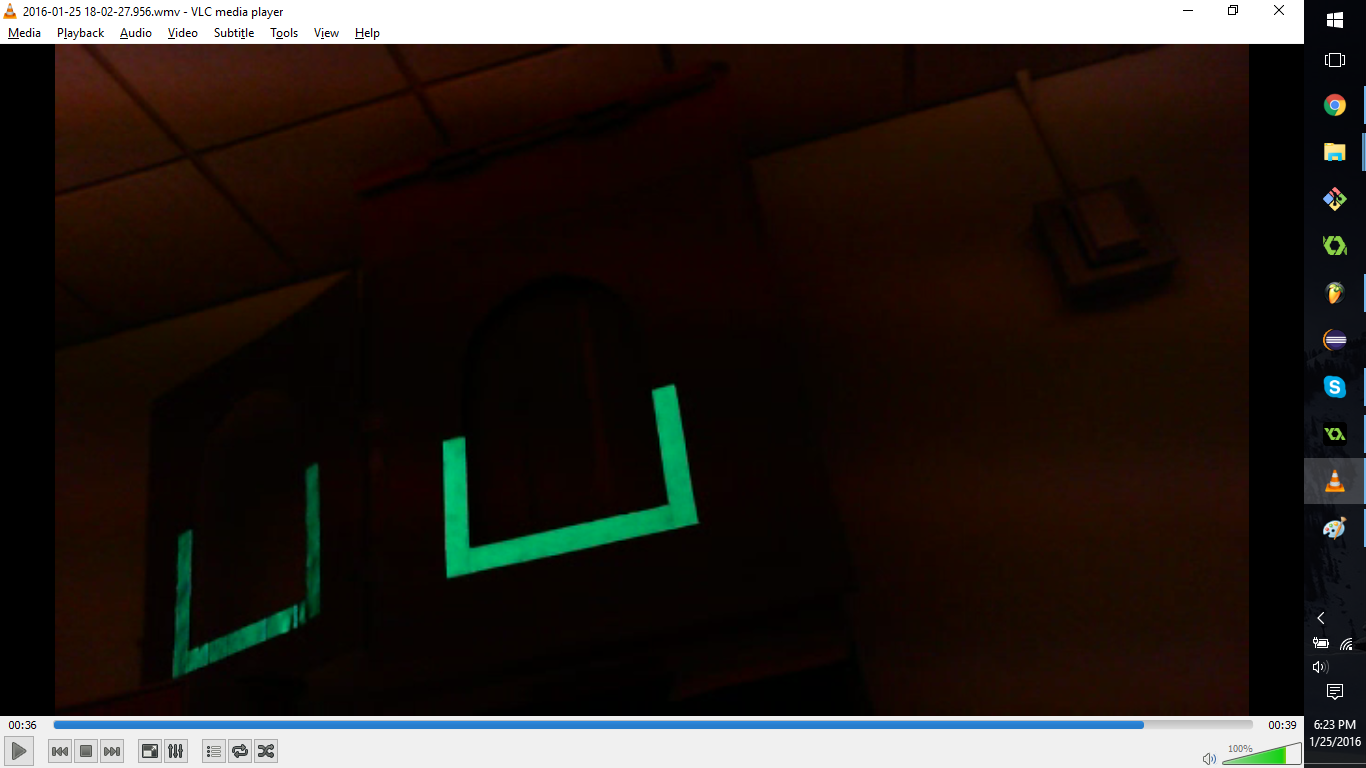 2016-01-25 18-02-27.956.wmv - VLC media player
Media Playback Audio Video Subtitle Tools View Help
00:36
00:39
100%
6:23 PM
1/25/2016